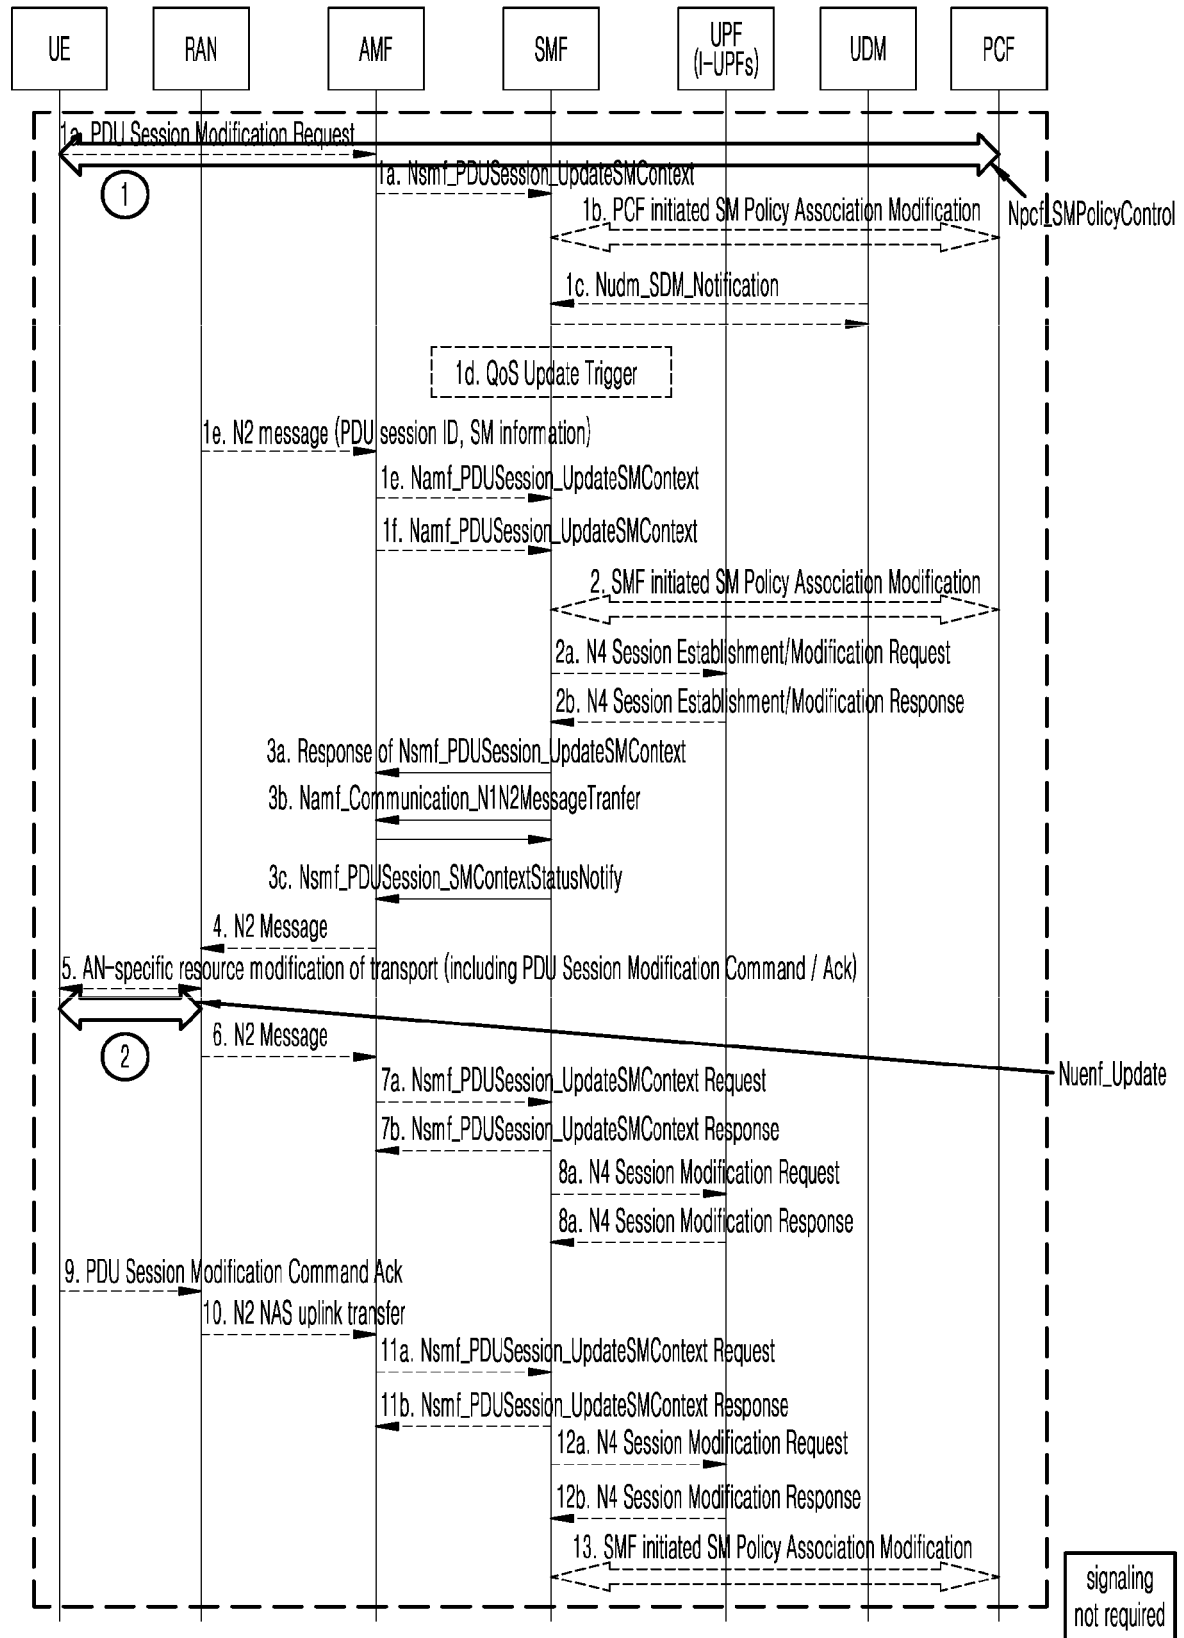 UE
RAN
AMF
SMF
UPF
(I-UPFs)
UDM
PCF
1a. PDU Session Modification Request
1
1a. Nsmf_PDUSession_UpdateSMContext
1b. PCF initiated SM Policy Association Modification
Npcf_SMPolicyControl
1c. Nudm_SDM_Notification
1d. QoS Update Trigger
1e. N2 message (PDU session ID, SM information)
1e. Namf_PDUSession_UpdateSMContext
1f. Namf_PDUSession_UpdateSMContext
2. SMF initiated SM Policy Association Modification
2a. N4 Session Establishment/Modification Request
2b. N4 Session Establishment/Modification Response
3a. Response of Nsmf_PDUSession_UpdateSMContext
3b. Namf_Communication_N1N2MessageTranfer
3c. Nsmf_PDUSession_SMContextStatusNotify
4. N2 Message
5. AN-specific resource modification of transport (including PDU Session Modification Command / Ack)
6. N2 Message
2
Nuenf_Update
7a. Nsmf_PDUSession_UpdateSMContext Request
7b. Nsmf_PDUSession_UpdateSMContext Response
8a. N4 Session Modification Request
8a. N4 Session Modification Response
9. PDU Session Modification Command Ack
10. N2 NAS uplink transfer
11a. Nsmf_PDUSession_UpdateSMContext Request
11b. Nsmf_PDUSession_UpdateSMContext Response
12a. N4 Session Modification Request
12b. N4 Session Modification Response
13. SMF initiated SM Policy Association Modification
signaling
not required